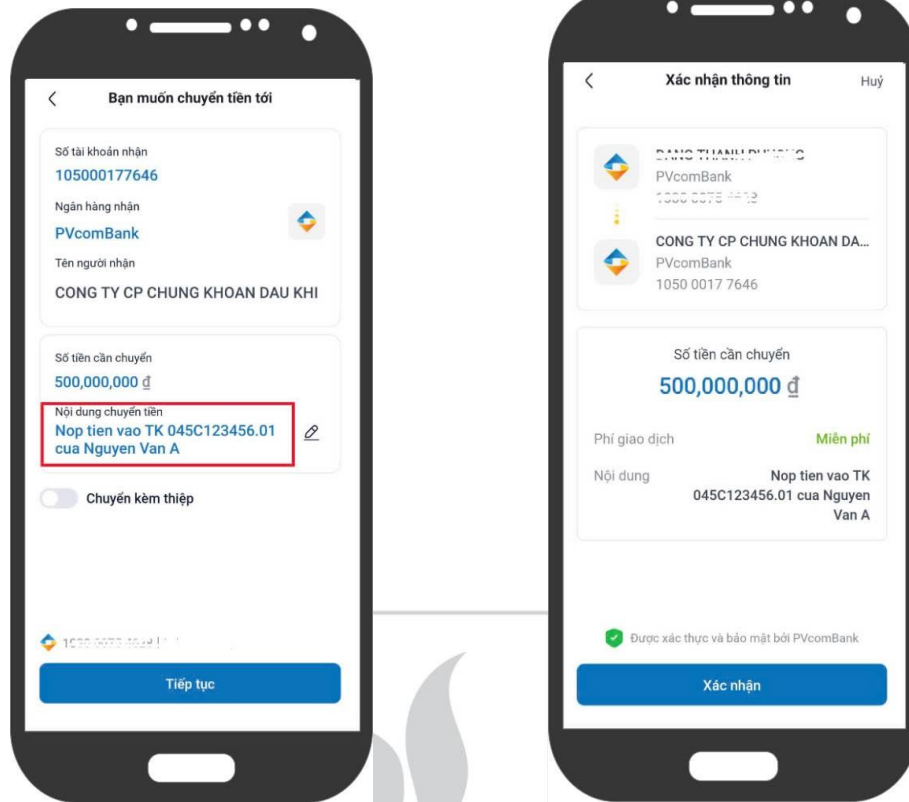 Bạn muốn chuyển tiền tới
Số tài khoản nhận
105000177646
Ngân hàng nhận
PVcomBank
Tên người nhận
CONG TY CP CHUNG KHOAN DAU KHI
Số tiền cần chuyển
500,000,000 đ
Nội dung chuyển tiền
Nop tien vao TK 045C123456.01
cua Nguyen Van A
Chuyển kèm thiệp
Tiếp tục
Xác nhận thông tin
Huỷ
PVcomBank
CONG TY CP CHUNG KHOAN DA...
PVcomBank
1050 0017 7646
Số tiền cần chuyển
500,000,000 đ
Phí giao dịch
Miễn phí
Nội dung
Nop tien vao TK
045C123456.01 cua Nguyen
Van A
Được xác thực và bảo mật bởi PVcomBank
Xác nhận